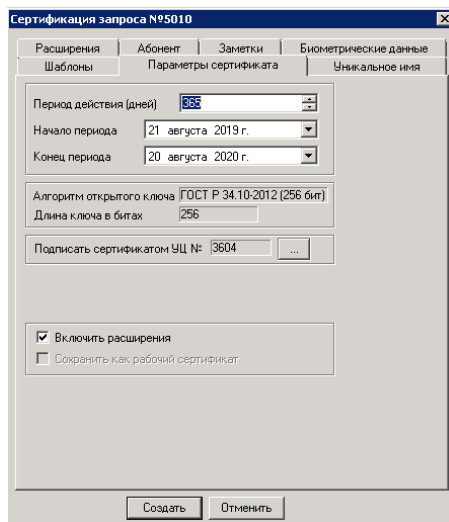 Сертификация запроса №5010
Расширения Абонент Заметки Биометрические данные
Шаблоны Параметры сертификата Уникальное имя
Период действия (дней) 365
Начало периода 21 августа 2019 г.
Конец периода 20 августа 2020 г.
Алгоритм открытого ключа ГОСТ Р 34.10-2012 (256 бит)
Длина ключа в битах 256
Подписать сертификатом УЦ № 3604 ...
Включить расширения
Сохранить как рабочий сертификат
Создать Отменить